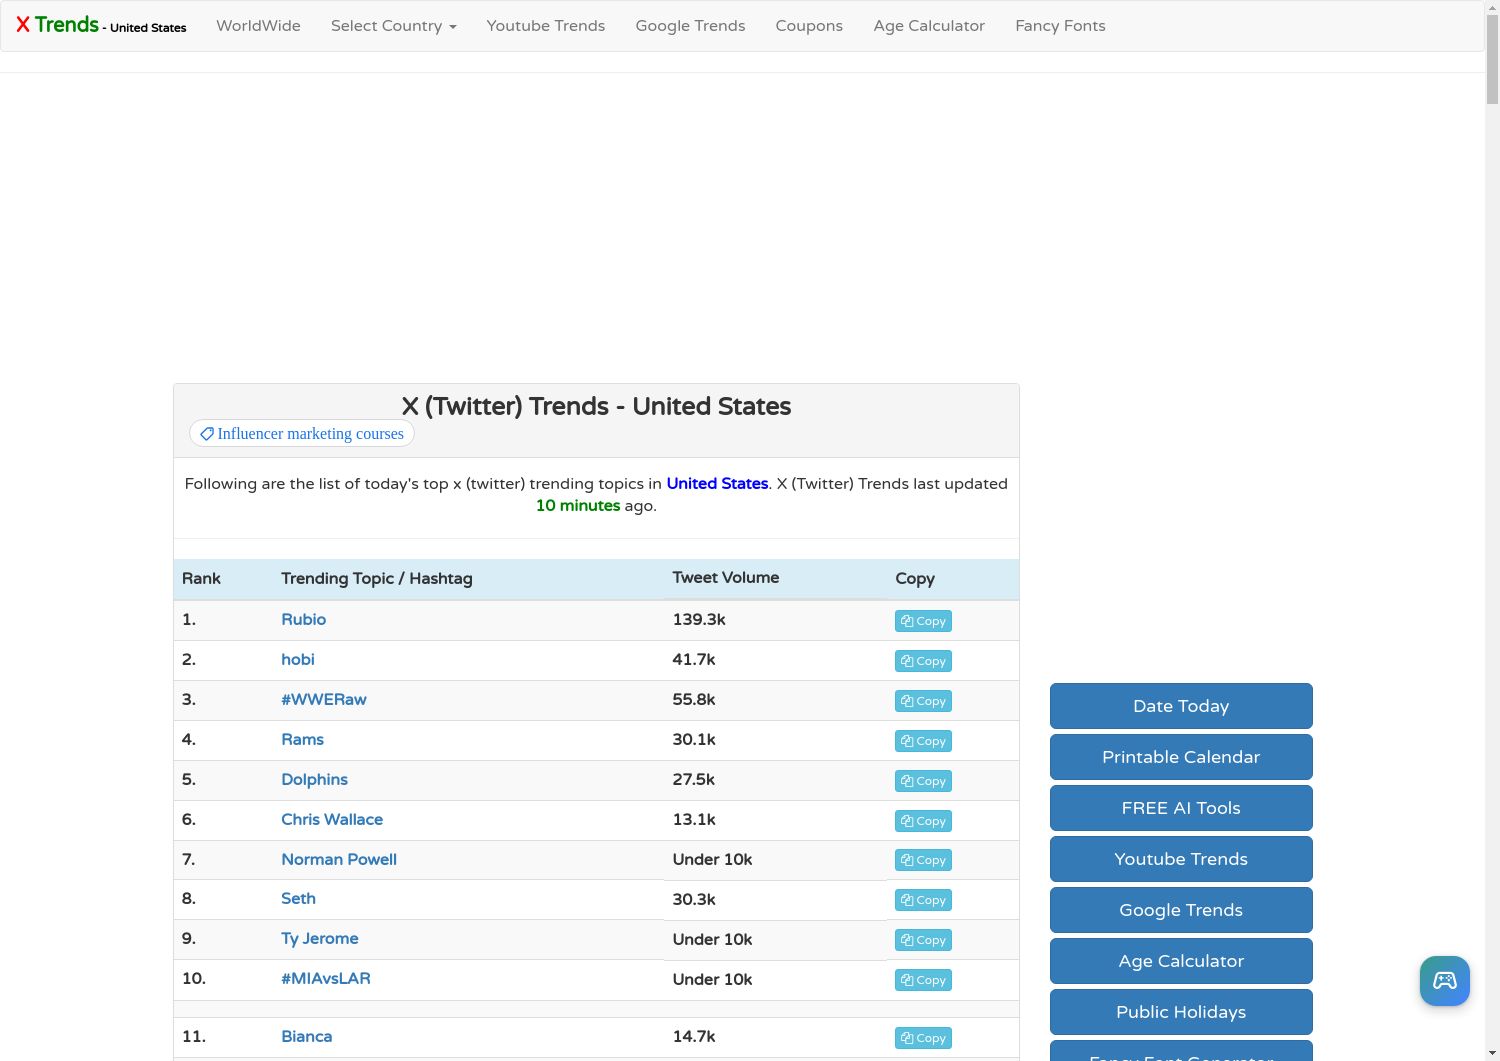 X Trends - United States WorldWide Select Country Youtube Trends Google Trends Coupons Age Calculator Fancy Fonts
X (Twitter) Trends - United States
Influencer marketing courses
Following are the list of today's top x (twitter) trending topics in United States. X (Twitter) Trends last updated
10 minutes ago.
Rank Trending Topic / Hashtag Tweet Volume Copy
1. Rubio 139.3k Copy
2. hobi 41.7k Copy
3. #WWERaw 55.8k Copy
4. Rams 30.1k Copy
5. Dolphins 27.5k Copy
6. Chris Wallace 13.1k Copy
7. Norman Powell Under 10k Copy
8. Seth 30.3k Copy
9. Ty Jerome Under 10k Copy
10. #MIAvsLAR Under 10k Copy
11. Bianca 14.7k Copy
Date Today
Printable Calendar
FREE AI Tools
Youtube Trends
Google Trends
Age Calculator
Public Holidays
Fancy Font Generator